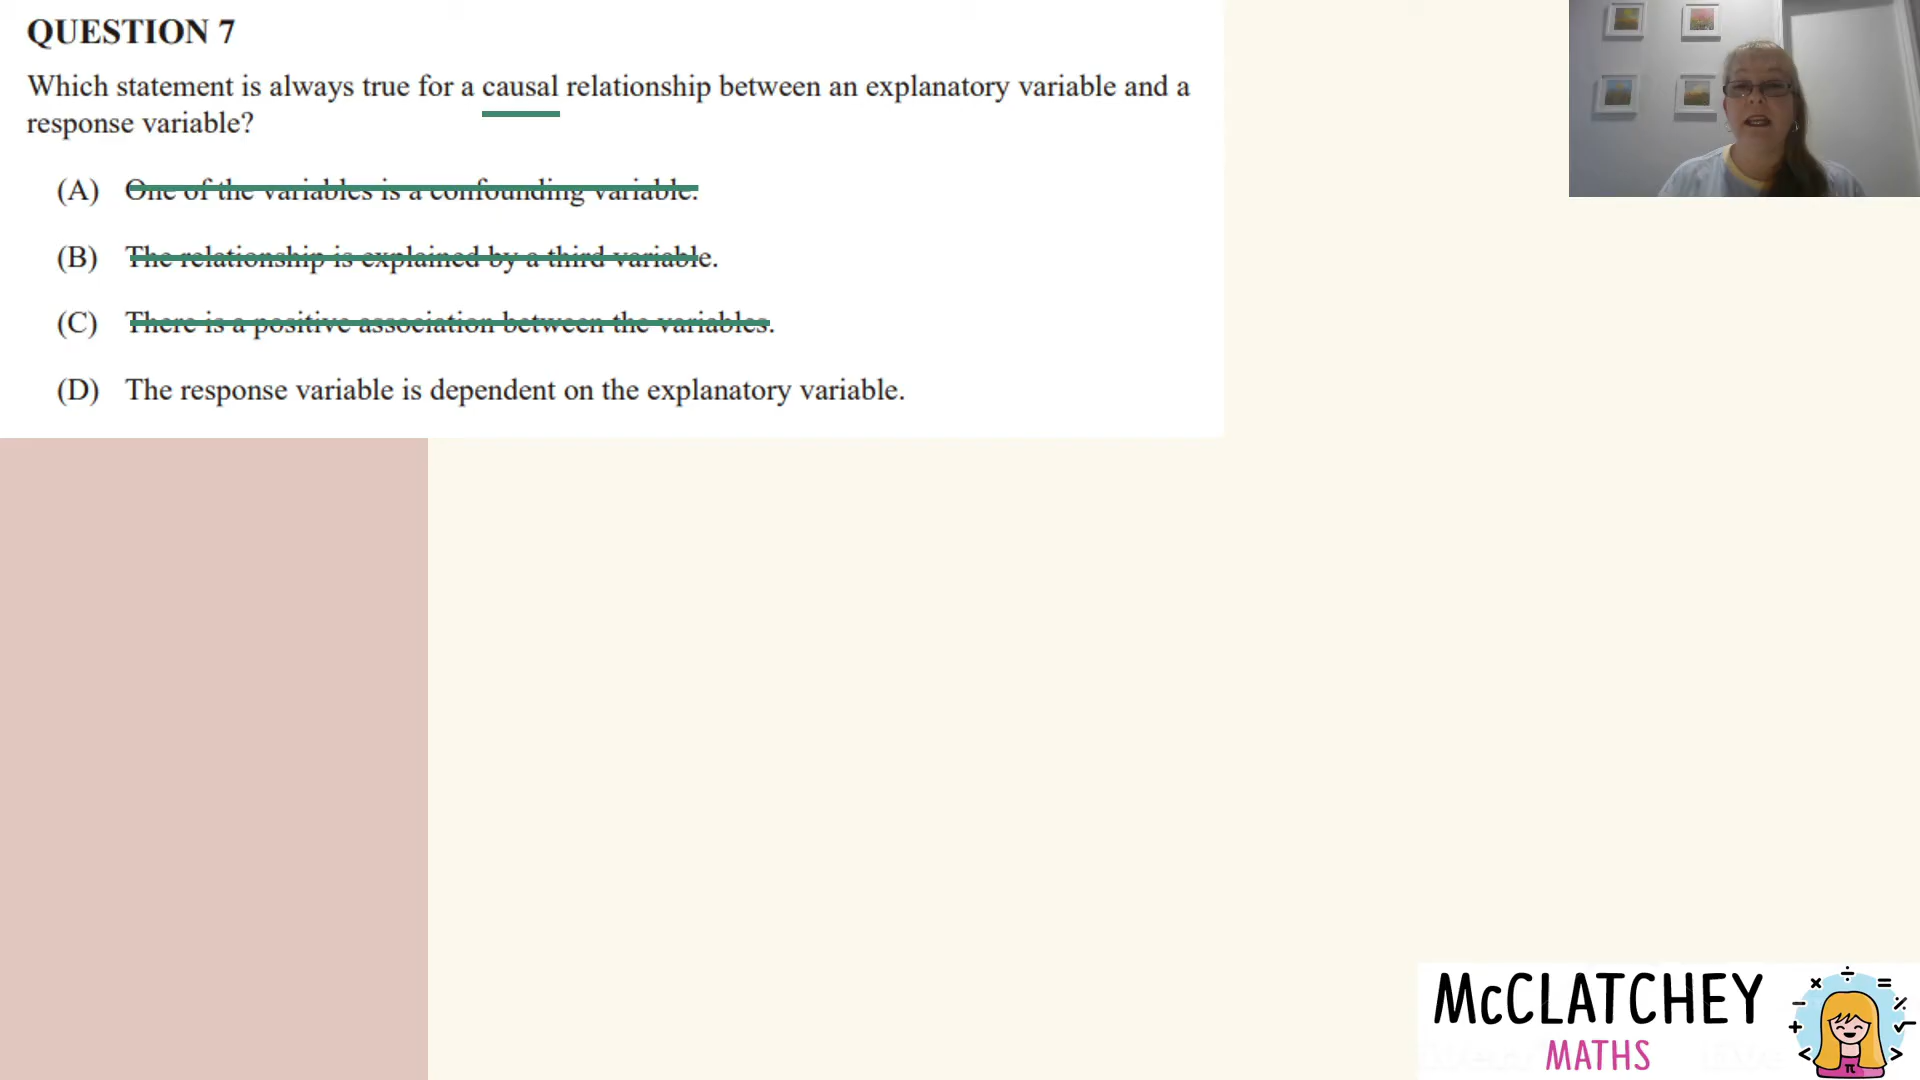 QUESTION 7
Which statement is always true for a causal relationship between an explanatory variable and a
response variable?
(A) One of the variables is a confounding variable.
(B) The relationship is explained by a third variable.
(C) There is a positive association between the variables.
(D) The response variable is dependent on the explanatory variable.
McCLATCHEY
MATHS
× ÷ =
− ⁒
+ √
< π >